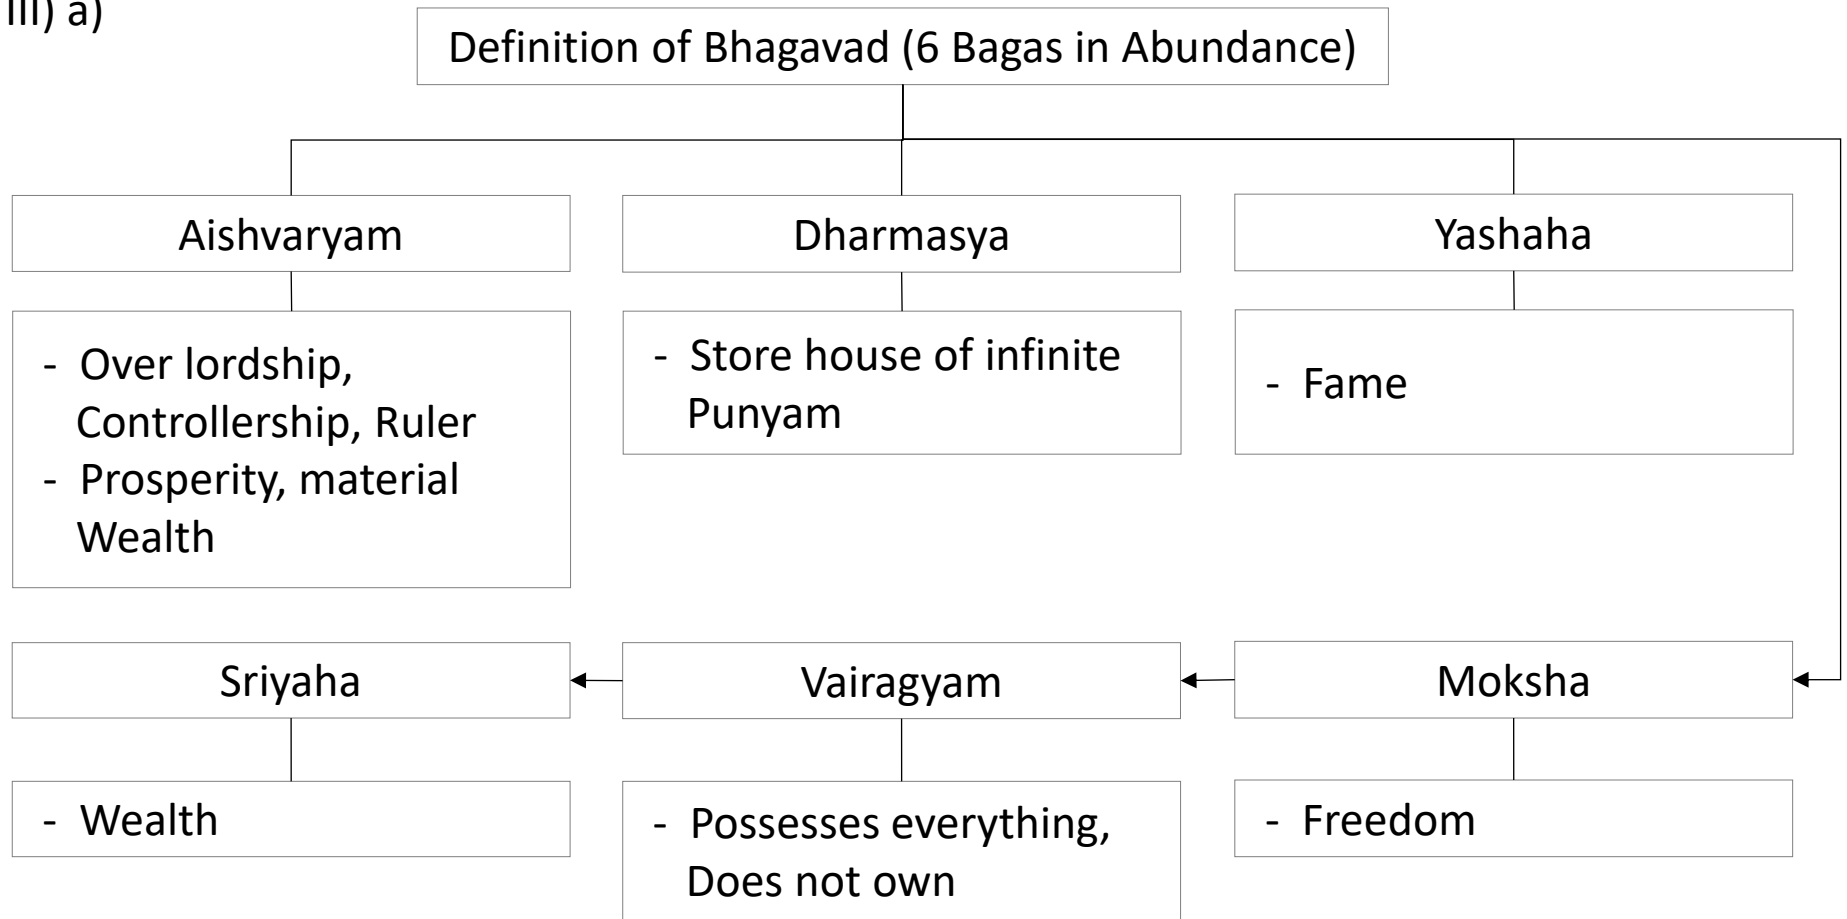 III) a)
Definition of Bhagavad (6 Bagas in Abundance)
Aishvaryam
Dharmasya
Yashaha
- Over lordship,
Controllership, Ruler
- Prosperity, material
Wealth
- Store house of infinite
Punyam
- Fame
Sriyaha
Vairagyam
Moksha
- Wealth
- Possesses everything,
Does not own
- Freedom